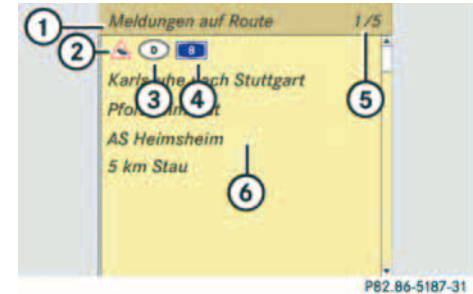 1 Meldungen auf Route 1/5
2 D 8
Karlsruhe nach Stuttgart
3 4 5
AS Heimsheim
5 km Stau
6
P82.86-5187-31